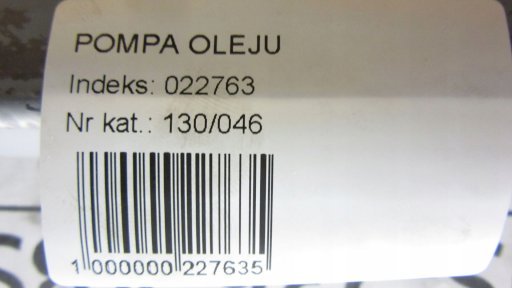 POMPA OLEJU
Indeks: 022763
Nr kat.: 130/046
1 000000 227635